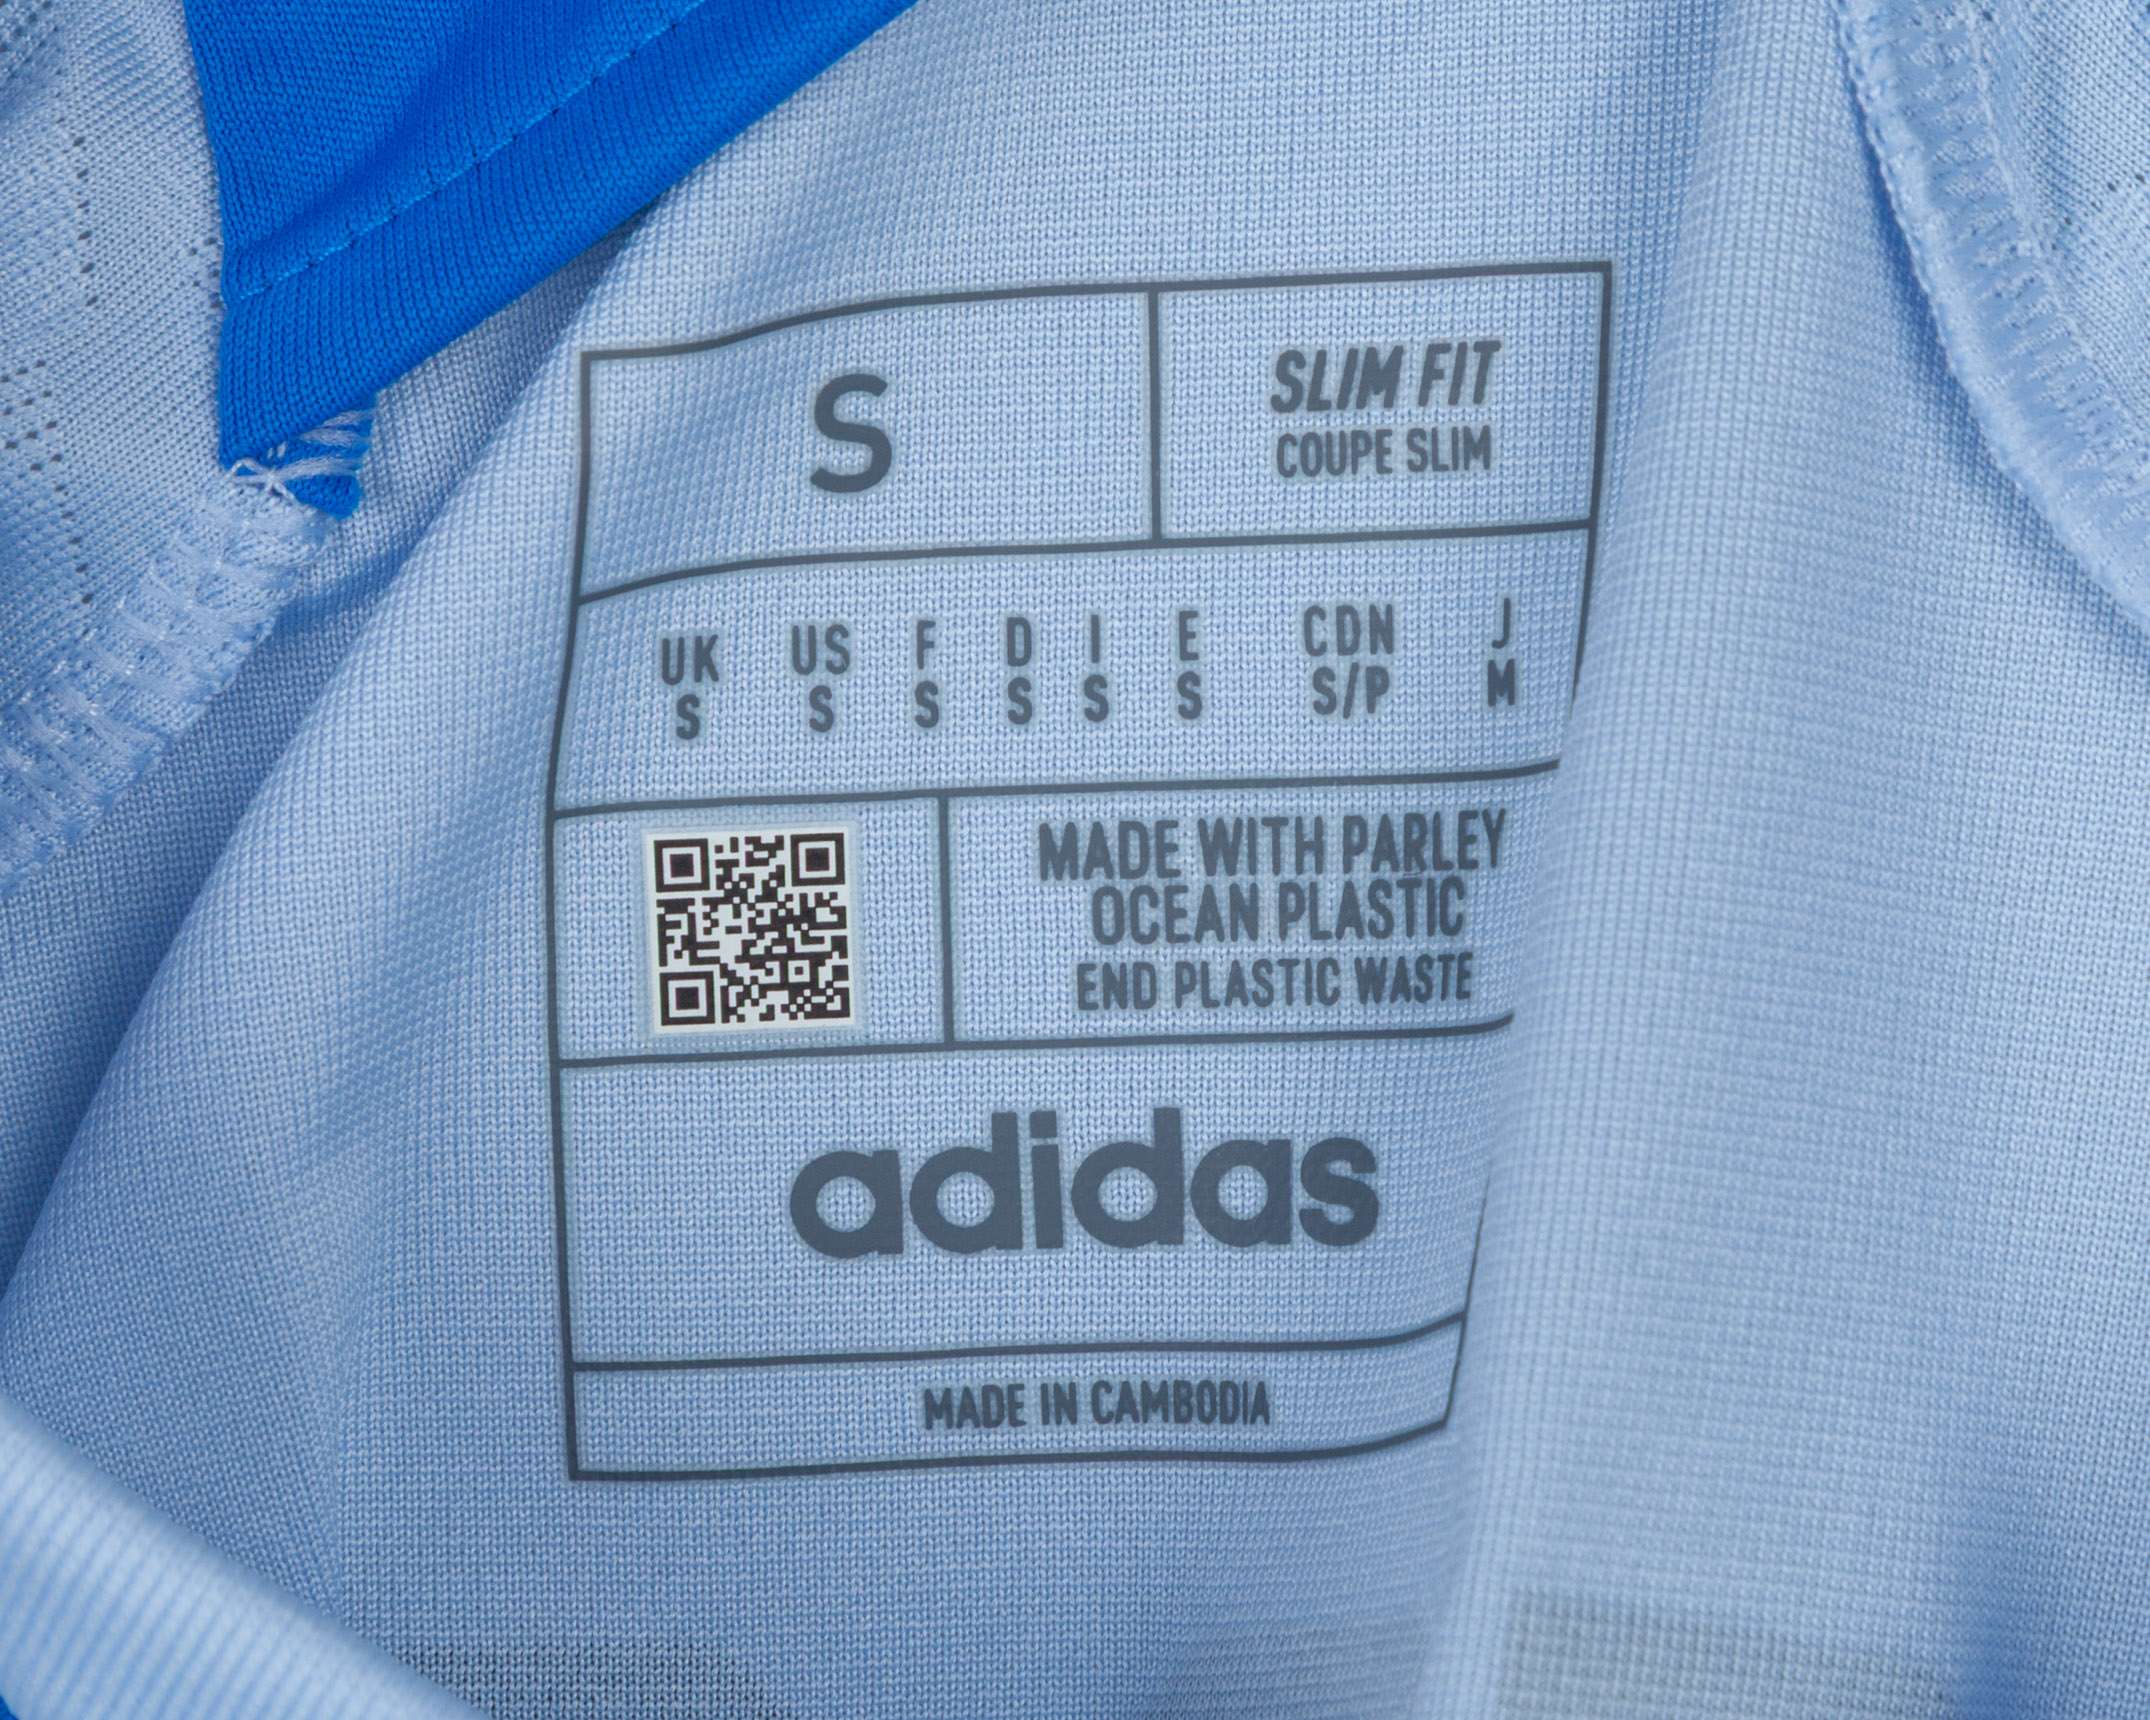 S
SLIM FIT
COUPE SLIM
UK US F D I E CDN J
S S S S S S S/P M
MADE WITH PARLEY
OCEAN PLASTIC
END PLASTIC WASTE
adidas
MADE IN CAMBODIA